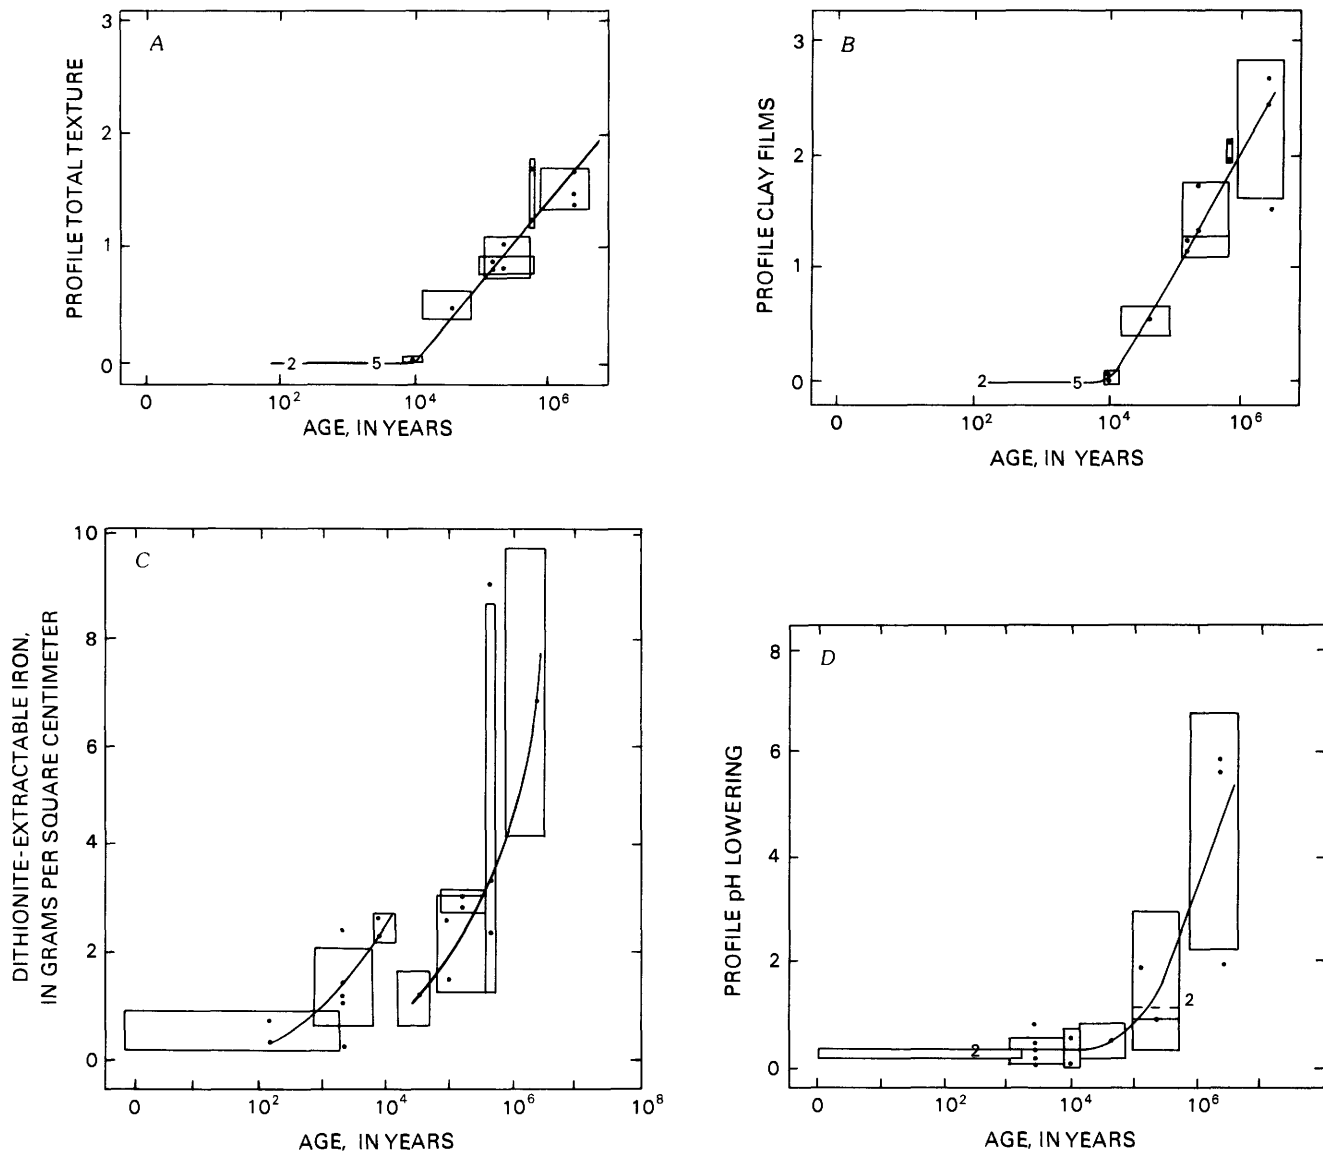 A
3
2
1
0
PROFILE TOTAL TEXTURE
2
5
0 10² 10⁴ 10⁶
AGE, IN YEARS
B
3
2
1
0
PROFILE CLAY FILMS
2
5
0 10² 10⁴ 10⁶
AGE, IN YEARS
C
10
8
6
4
2
0
DITHIONITE-EXTRACTABLE IRON,
IN GRAMS PER SQUARE CENTIMETER
0 10² 10⁴ 10⁶ 10⁸
AGE, IN YEARS
D
8
6
4
2
0
PROFILE pH LOWERING
2
2
0 10² 10⁴ 10⁶
AGE, IN YEARS